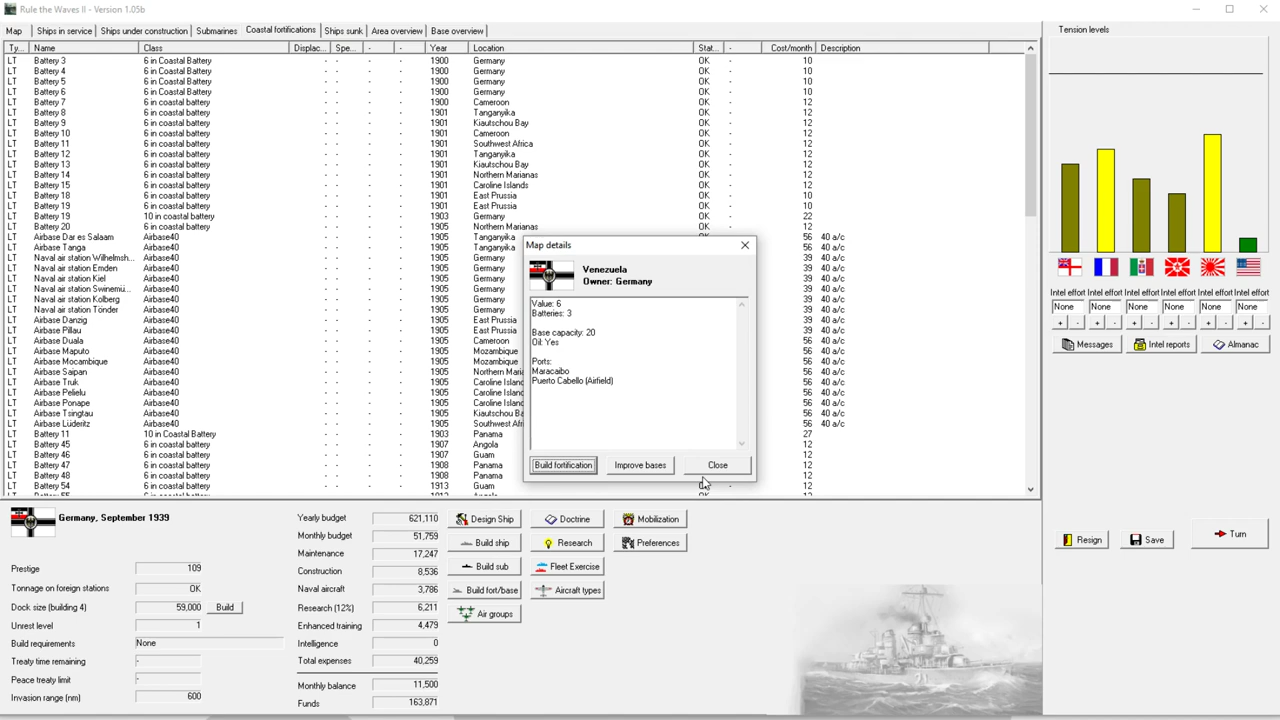 Rule the Waves II - Version 1.05b
Map Ships in service Ships under construction Submarines Coastal fortifications Ships sunk Area overview Base overview
Ty... Name Class Displac... Spe... - - Year Location Stat... - Cost/month Description
LT Battery 3 6 in Coastal Battery - - - - 1900 Germany OK - 10
LT Battery 4 6 in Coastal Battery - - - - 1900 Germany OK - 10
LT Battery 5 6 in Coastal Battery - - - - 1900 Germany OK - 10
LT Battery 6 6 in Coastal Battery - - - - 1900 Germany OK - 10
LT Battery 7 6 in coastal battery - - - - 1900 Cameroon OK - 12
LT Battery 8 6 in coastal battery - - - - 1901 Tanganyika OK - 12
LT Battery 9 6 in coastal battery - - - - 1901 Kiautschou Bay OK - 12
LT Battery 10 6 in coastal battery - - - - 1901 Cameroon OK - 12
LT Battery 11 6 in coastal battery - - - - 1901 Southwest Africa OK - 12
LT Battery 12 6 in coastal battery - - - - 1901 Tanganyika OK - 12
LT Battery 13 6 in coastal battery - - - - 1901 Kiautschou Bay OK - 12
LT Battery 14 6 in coastal battery - - - - 1901 Northern Marianas OK - 12
LT Battery 15 6 in coastal battery - - - - 1901 Caroline Islands OK - 12
LT Battery 18 6 in coastal battery - - - - 1901 East Prussia OK - 10
LT Battery 19 6 in coastal battery - - - - 1901 East Prussia OK - 10
LT Battery 19 10 in coastal battery - - - - 1903 Germany OK - 22
LT Battery 20 6 in coastal battery - - - - 1905 Northern Marianas OK - 12
LT Airbase Dar es Salaam Airbase40 - - - - 1905 Tanganyika 56 40 a/c
LT Airbase Tanga Airbase40 - - - - 1905 Tanganyika 56 40 a/c
LT Naval air station Wilhelmsh... Airbase40 - - - - 1905 Germany 39 40 a/c
LT Naval air station Emden Airbase40 - - - - 1905 Germany 39 40 a/c
LT Naval air station Kiel Airbase40 - - - - 1905 Germany 39 40 a/c
LT Naval air station Swinemü... Airbase40 - - - - 1905 Germany 39 40 a/c
LT Naval air station Kolberg Airbase40 - - - - 1905 Germany 39 40 a/c
LT Naval air station Tönder Airbase40 - - - - 1905 Germany 39 40 a/c
LT Airbase Danzig Airbase40 - - - - 1905 East Prussia 56 40 a/c
LT Airbase Pillau Airbase40 - - - - 1905 East Prussia 56 40 a/c
LT Airbase Duala Airbase40 - - - - 1905 Cameroon 56 40 a/c
LT Airbase Maputo Airbase40 - - - - 1905 Mozambique 56 40 a/c
LT Airbase Mocambique Airbase40 - - - - 1905 Mozambique 56 40 a/c
LT Airbase Saipan Airbase40 - - - - 1905 Northern Mari 56 40 a/c
LT Airbase Truk Airbase40 - - - - 1905 Caroline Island 56 40 a/c
LT Airbase Pelielu Airbase40 - - - - 1905 Caroline Island 56 40 a/c
LT Airbase Ponape Airbase40 - - - - 1905 Caroline Island 56 40 a/c
LT Airbase Tsingtau Airbase40 - - - - 1905 Kiautschou Ba 56 40 a/c
LT Airbase Lüderitz Airbase40 - - - - 1905 Southwest Afr 56 40 a/c
LT Battery 11 10 in Coastal Battery - - - - 1903 Panama 27
LT Battery 45 6 in coastal battery - - - - 1907 Angola 12
LT Battery 46 6 in coastal battery - - - - 1907 Guam 12
LT Battery 47 6 in coastal battery - - - - 1908 Panama 12
LT Battery 48 6 in coastal battery - - - - 1908 Panama 12
LT Battery 54 6 in coastal battery - - - - 1913 Guam 12
Map details
Venezuela
Owner: Germany
Value: 6
Batteries: 3
Base capacity: 20
Oil: Yes
Ports:
Maracaibo
Puerto Cabello (Airfield)
Build fortification Improve bases Close
Tension levels
Intel effort Intel effort Intel effort Intel effort Intel effort Intel effort
None None None None None None
+ - + - + - + - + - + -
Messages Intel reports Almanac
Resign Save Turn
Germany, September 1939
Prestige 109
Tonnage on foreign stations OK
Dock size (building 4) 59,000 Build
Unrest level 1
Build requirements None
Treaty time remaining -
Peace treaty limit -
Invasion range (nm) 600
Yearly budget 621,110
Monthly budget 51,759
Maintenance 17,247
Construction 8,536
Naval aircraft 3,786
Research (12%) 6,211
Enhanced training 4,479
Intelligence 0
Total expenses 40,259
Monthly balance 11,500
Funds 163,871
Design Ship Doctrine Mobilization
Build ship Research Preferences
Build sub Fleet Exercise
Build fort/base Aircraft types
Air groups